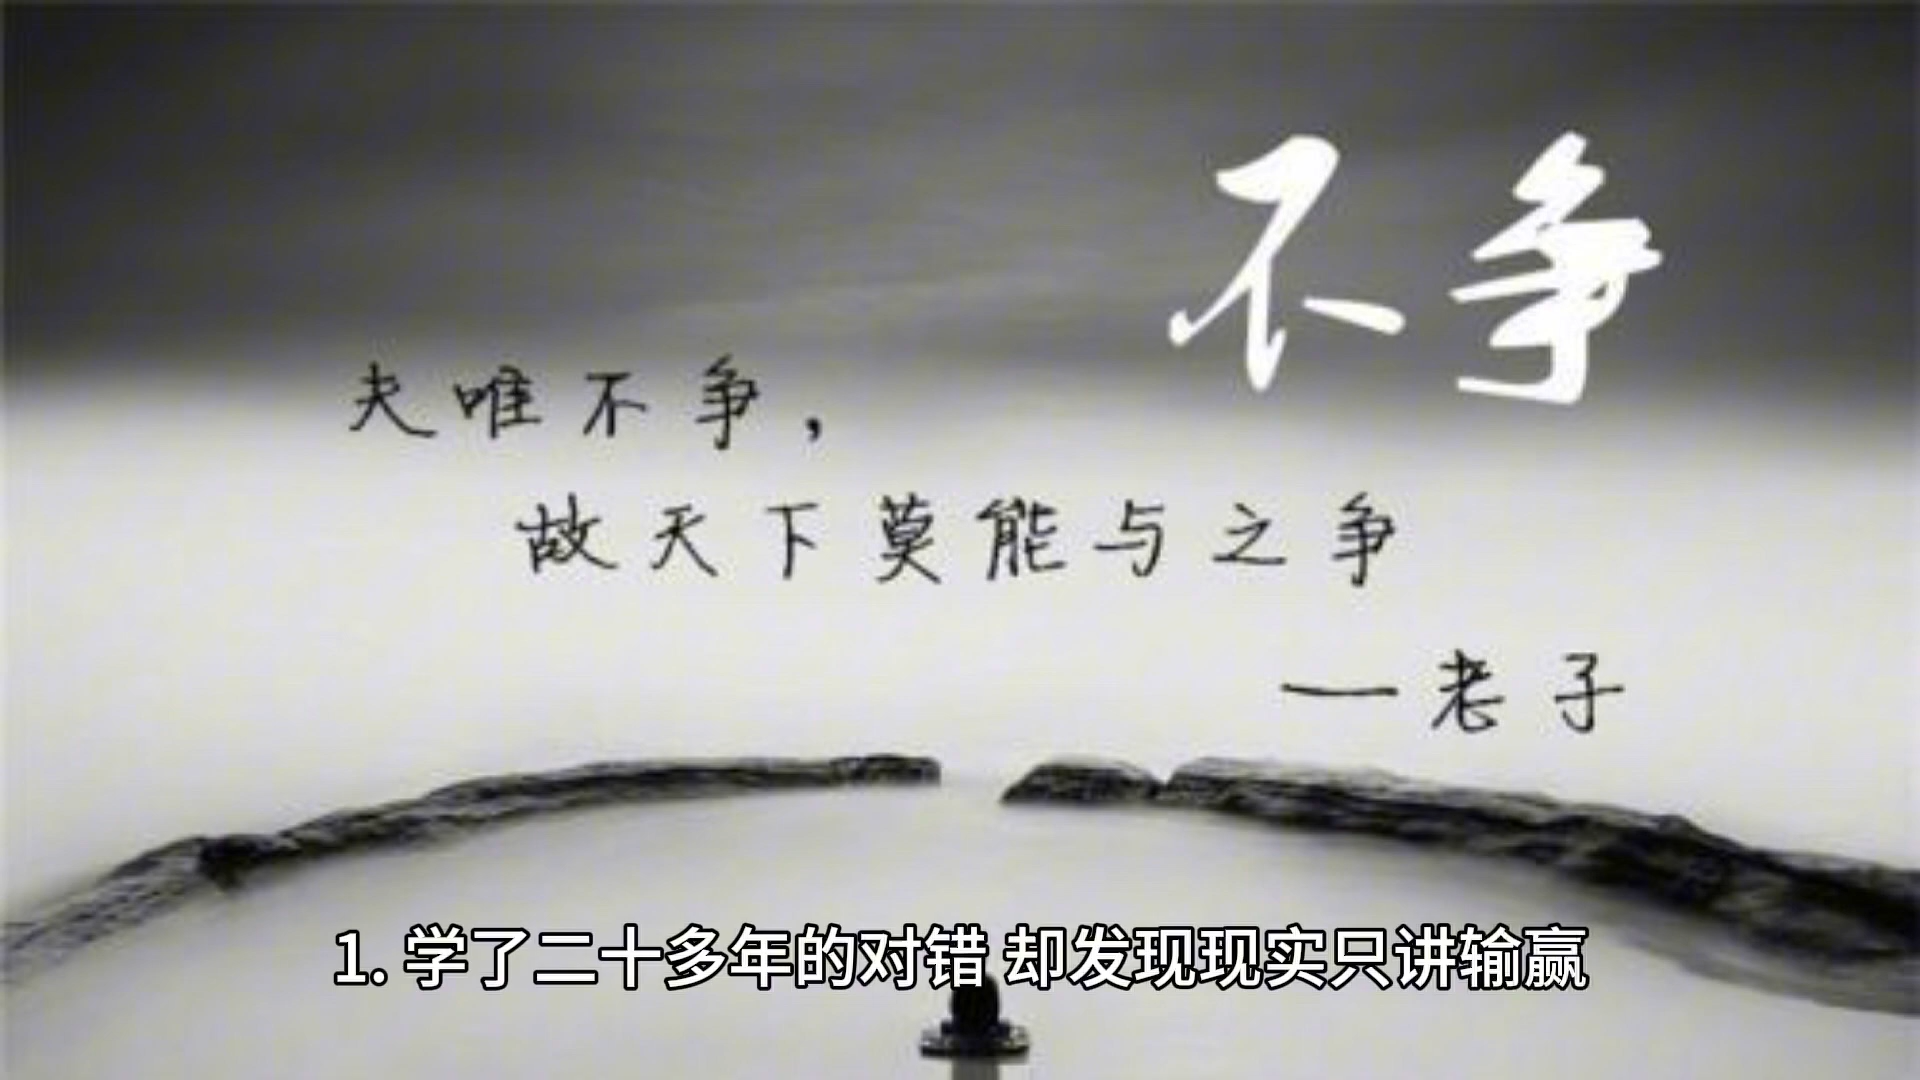 不争
夫唯不争，
故天下莫能与之争
—老子
1. 学了二十多年的对错 却发现现实只讲输赢